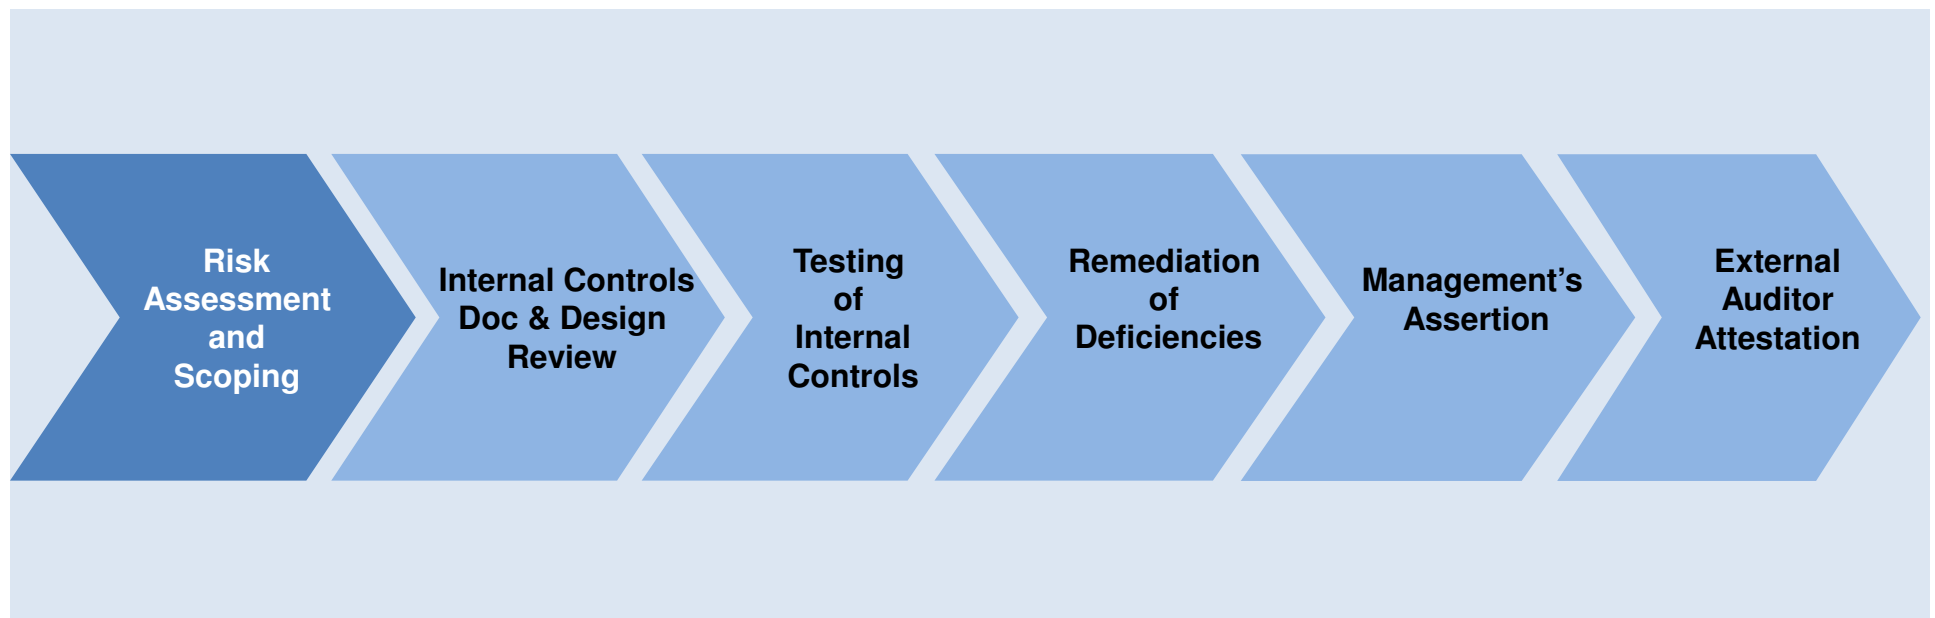 Risk
Assessment
and
Scoping
Internal Controls
Doc & Design
Review
Testing
of
Internal
Controls
Remediation
of
Deficiencies
Management’s
Assertion
External
Auditor
Attestation